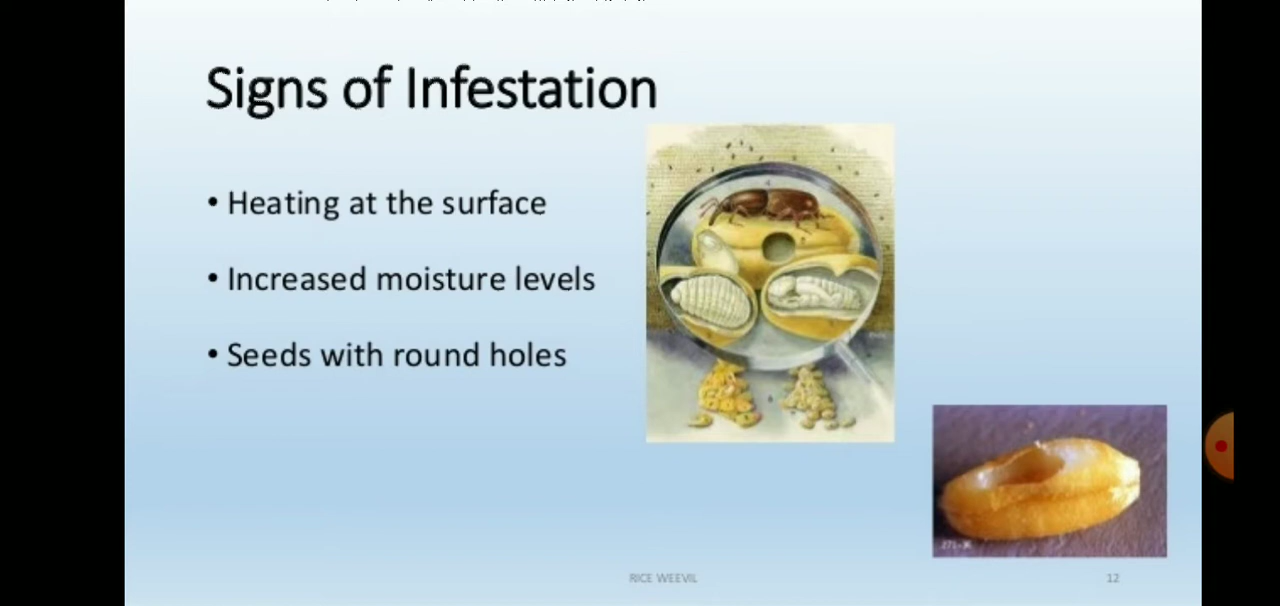 Signs of Infestation
• Heating at the surface
• Increased moisture levels
• Seeds with round holes
RICE WEEVIL
12